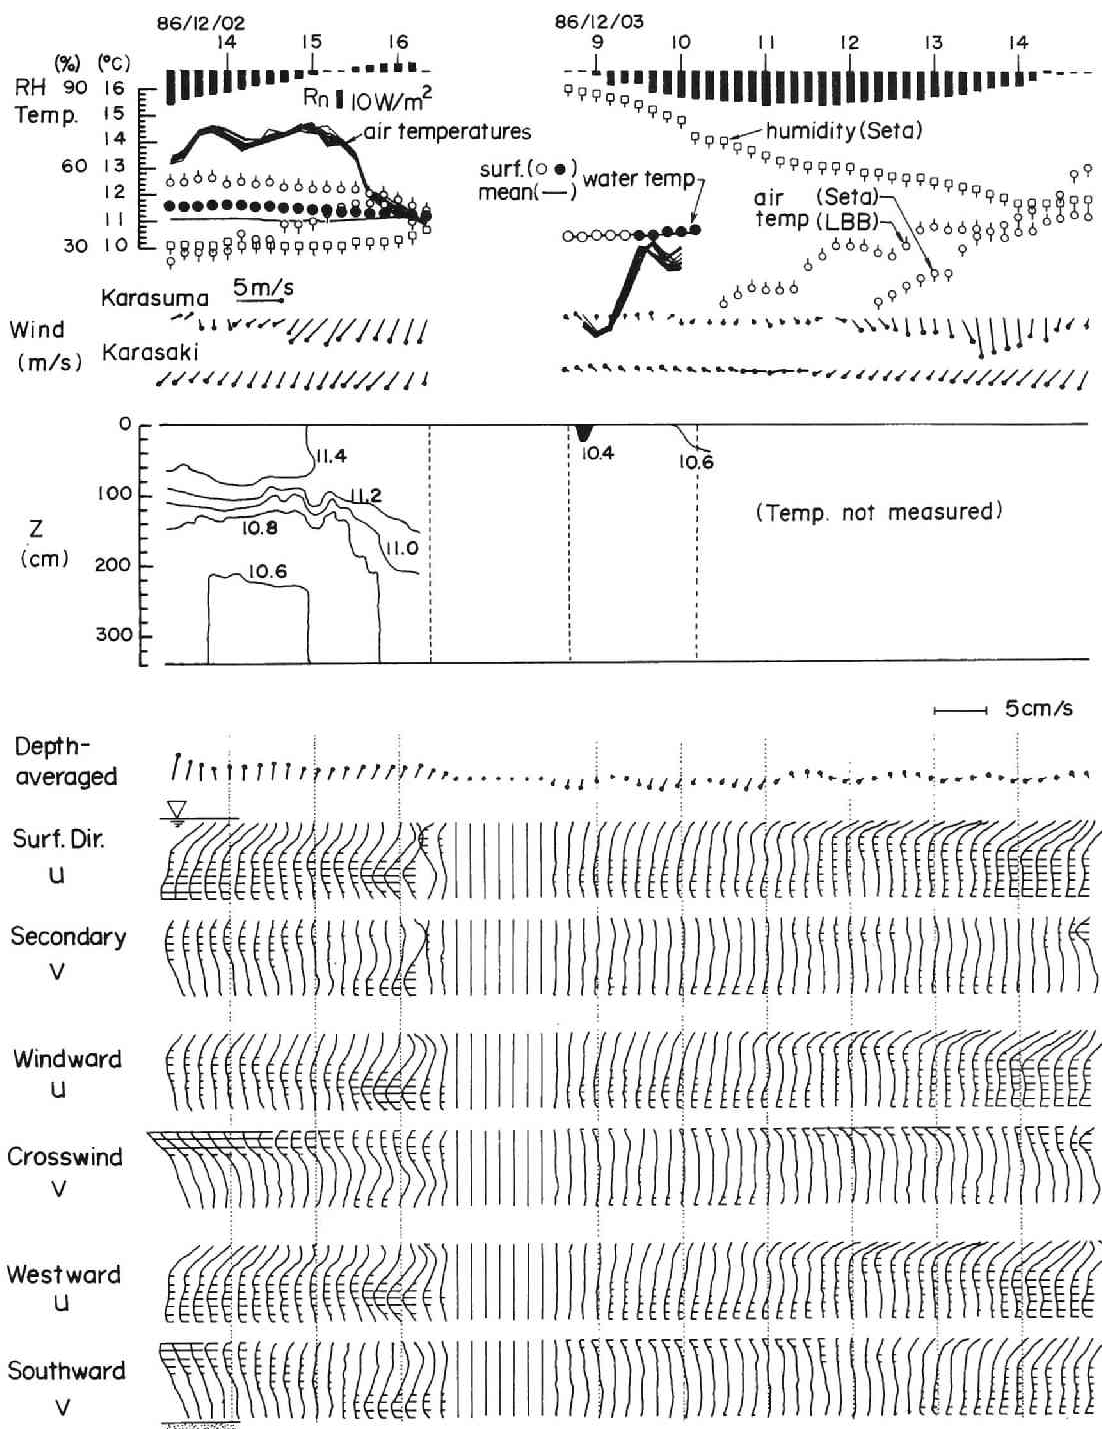 86/12/02 86/12/03
14 15 16 9 10 11 12 13 14
(%) (°C)
RH 90 16
Rn 10W/m²
Temp. 15
14 air temperatures humidity (Seta)
60 13
surf. (○ ●) water temp
mean (—)
12 air (Seta)
11 temp (LBB)
30 10
Karasuma 5m/s
Wind
(m/s) Karasaki
0
11.4 10.4 10.6
100 11.2
10.8 (Temp. not measured)
Z 11.0
(cm) 200 10.6
300
5cm/s
Depth-
averaged
Surf. Dir.
u
Secondary
v
Windward
u
Crosswind
v
Westward
u
Southward
v